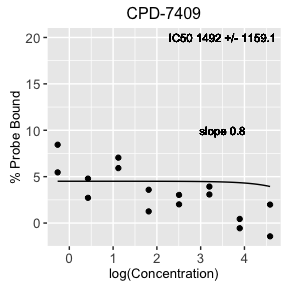 CPD-7409
IC50 1492 +/- 1159.1
slope 0.8
% Probe Bound
20
15
10
5
0
0 1 2 3 4
log(Concentration)